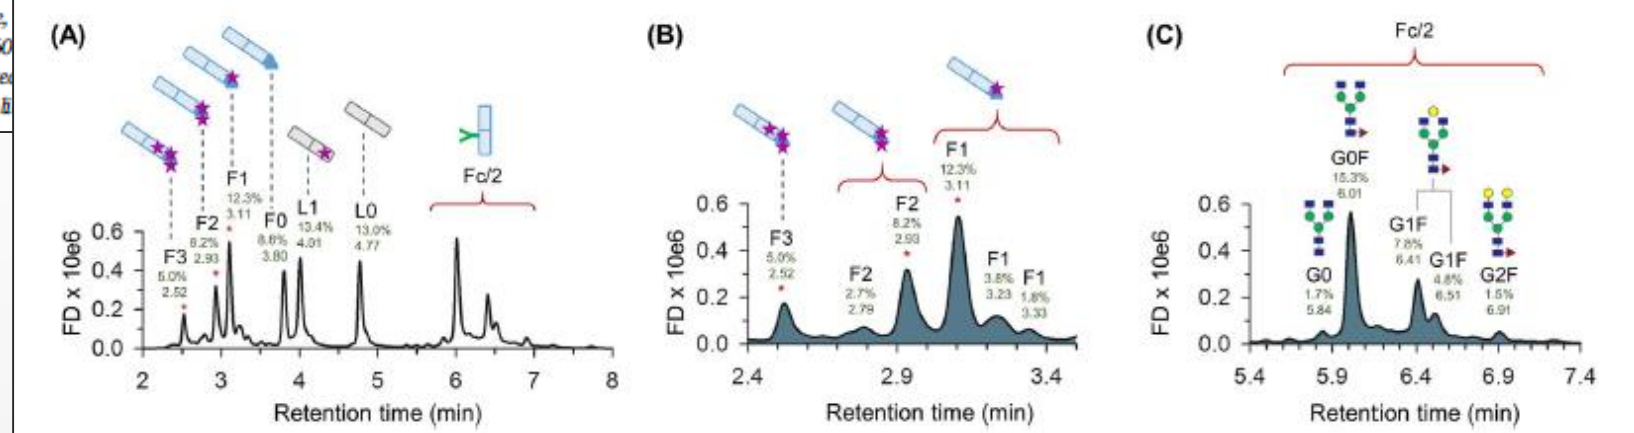 (A)
F3
5.0%
2.52
F2
8.2%
2.93
F1
12.3%
3.11
F0
8.8%
3.80
L1
13.4%
4.01
L0
13.0%
4.77
Fc/2
FD x 10e6
0.6
0.4
0.2
0.0
2 3 4 5 6 7 8
Retention time (min)
(B)
F3
5.0%
2.52
F2
2.7%
2.79
F2
8.2%
2.93
F1
12.3%
3.11
F1
3.8%
3.23
F1
1.8%
3.33
FD x 10e6
0.6
0.4
0.2
0.0
2.4 2.9 3.4
Retention time (min)
(C)
Fc/2
G0
1.7%
5.84
G0F
15.3%
6.01
G1F
7.8%
6.41
G1F
4.8%
6.51
G2F
1.5%
6.91
FD x 10e6
0.6
0.4
0.2
0.0
5.4 5.9 6.4 6.9 7.4
Retention time (min)